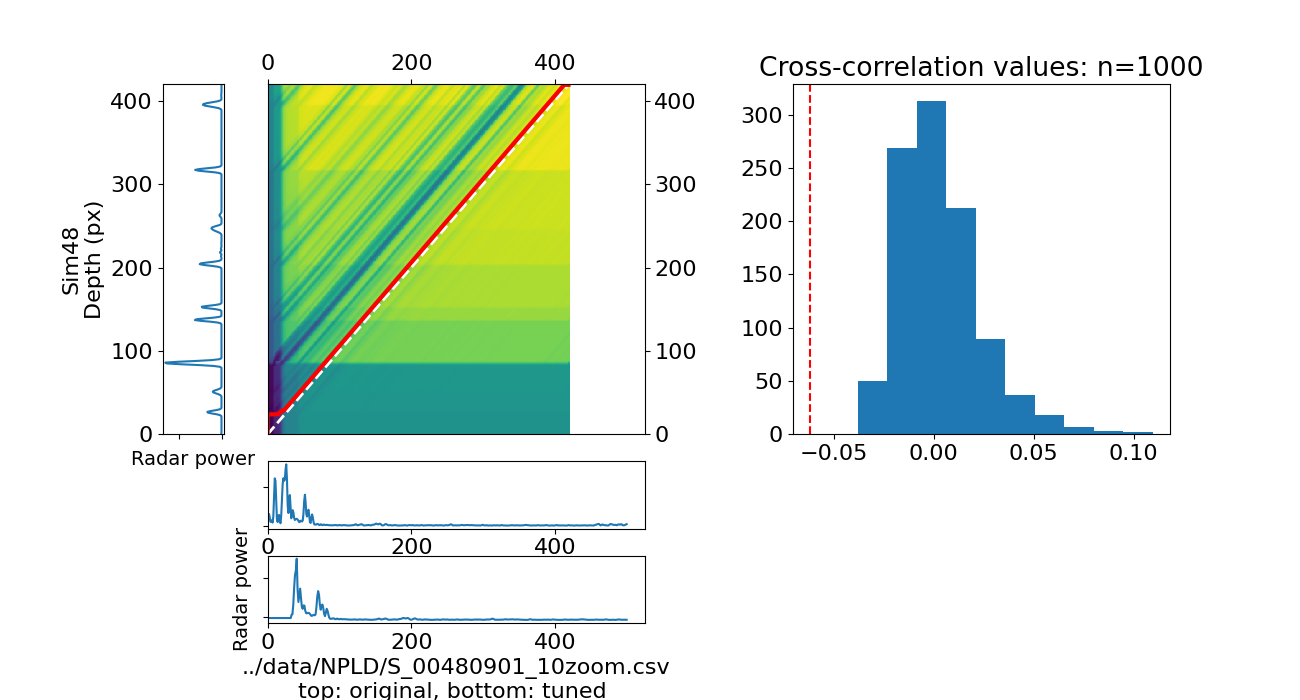 Cross-correlation values: n=1000
0 200 400
400
300
200
100
0
Sim48
Depth (px)
400
300
200
100
0
Radar power
300
250
200
150
100
50
0
−0.05 0.00 0.05 0.10
0 200 400
Radar power
0 200 400
../data/NPLD/S_00480901_10zoom.csv
top: original, bottom: tuned